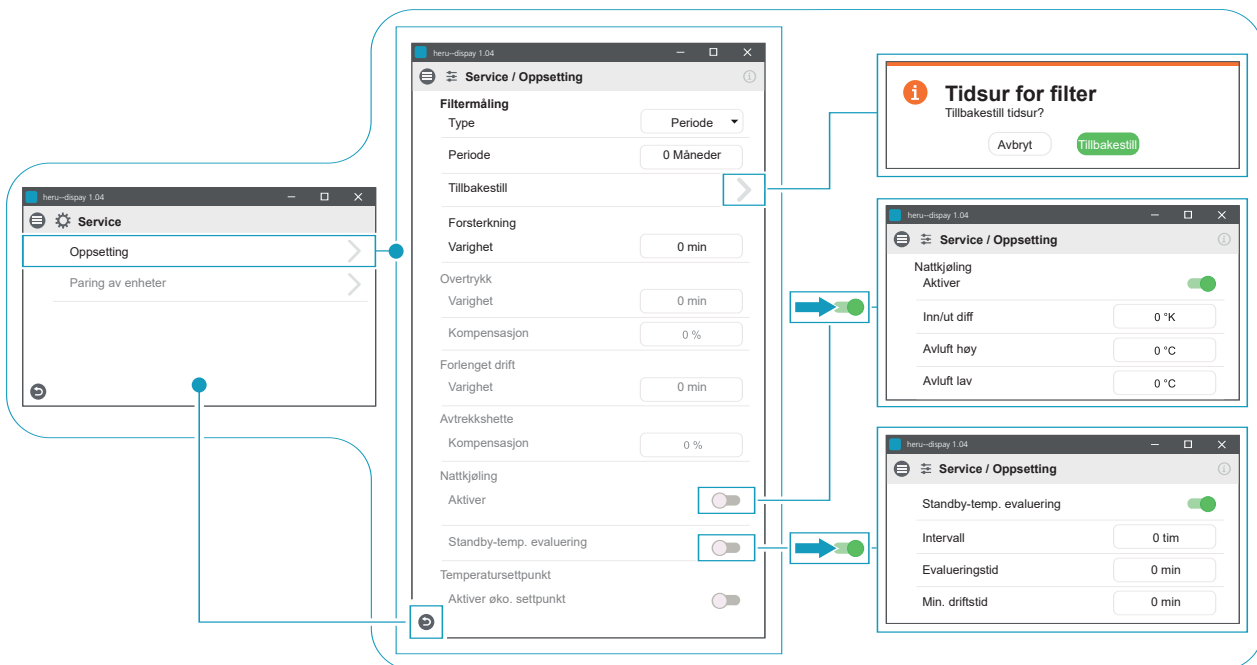 heru--dispay 1.04
Service
Oppsetting
Paring av enheter
heru--dispay 1.04
Service / Oppsetting
Filtermåling
Type
Periode
Periode
0 Måneder
Tillbakestill
Forsterkning
Varighet
0 min
Overtrykk
Varighet
0 min
Kompensasjon
0 %
Forlenget drift
Varighet
0 min
Avtrekkshette
Kompensasjon
0 %
Nattkjøling
Aktiver
Standby-temp. evaluering
Temperatursettpunkt
Aktiver øko. settpunkt
Tidsur for filter
Tillbakestill tidsur?
Avbryt
Tillbakestill
heru--dispay 1.04
Service / Oppsetting
Nattkjøling
Aktiver
Inn/ut diff
0 °K
Avluft høy
0 °C
Avluft lav
0 °C
heru--dispay 1.04
Service / Oppsetting
Standby-temp. evaluering
Intervall
0 tim
Evalueringstid
0 min
Min. driftstid
0 min